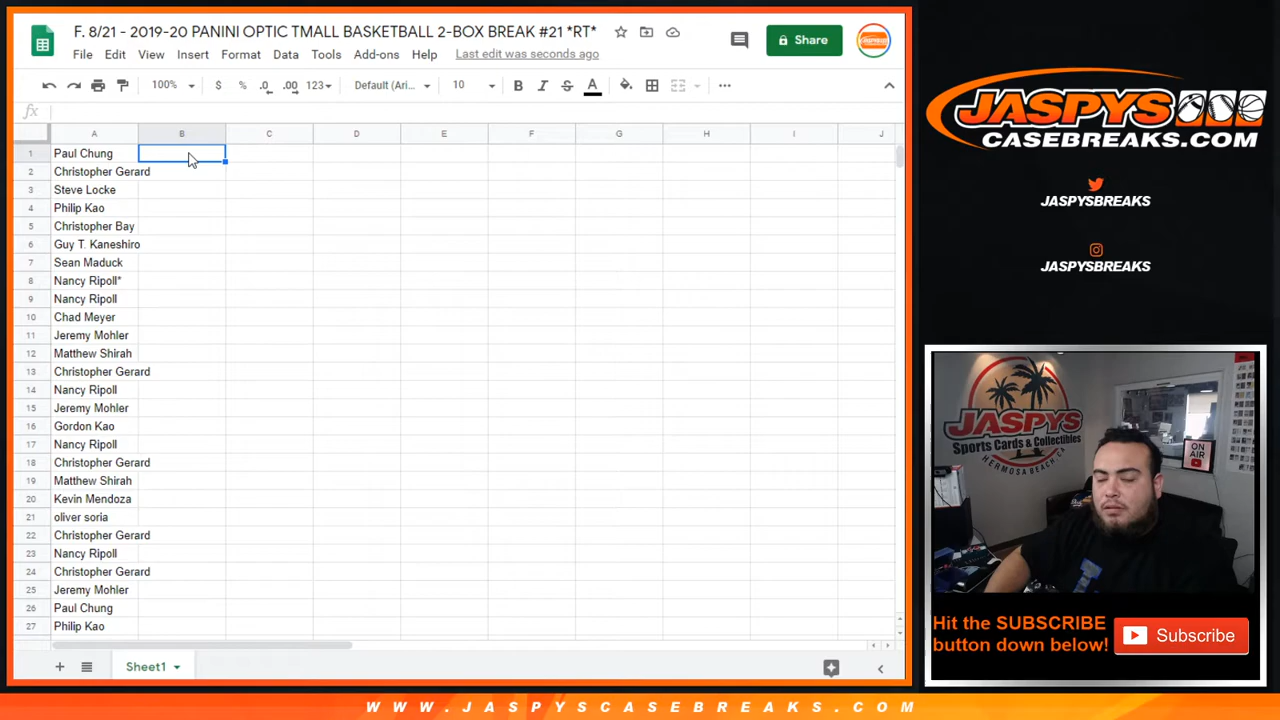 F. 8/21 - 2019-20 PANINI OPTIC TMALL BASKETBALL 2-BOX BREAK #21 *RT*
File Edit View Insert Format Data Tools Add-ons Help Last edit was seconds ago
Share
100% $ % .0 .00 123 Default (Ari... 10 B I S A ...
fx
A B C D E F G H I J
1 Paul Chung
2 Christopher Gerard
3 Steve Locke
4 Philip Kao
5 Christopher Bay
6 Guy T. Kaneshiro
7 Sean Maduck
8 Nancy Ripoll*
9 Nancy Ripoll
10 Chad Meyer
11 Jeremy Mohler
12 Matthew Shirah
13 Christopher Gerard
14 Nancy Ripoll
15 Jeremy Mohler
16 Gordon Kao
17 Nancy Ripoll
18 Christopher Gerard
19 Matthew Shirah
20 Kevin Mendoza
21 oliver soria
22 Christopher Gerard
23 Nancy Ripoll
24 Christopher Gerard
25 Jeremy Mohler
26 Paul Chung
27 Philip Kao
Sheet1
JASPYS
CASEBREAKS.COM
JASPYSBREAKS
JASPYSBREAKS
JASPYS
Sports Cards & Collectibles
HERMOSA BEACH, CA
ON
AIR
Hit the SUBSCRIBE
button down below!
Subscribe
WWW.JASPYSCASEBREAKS.COM